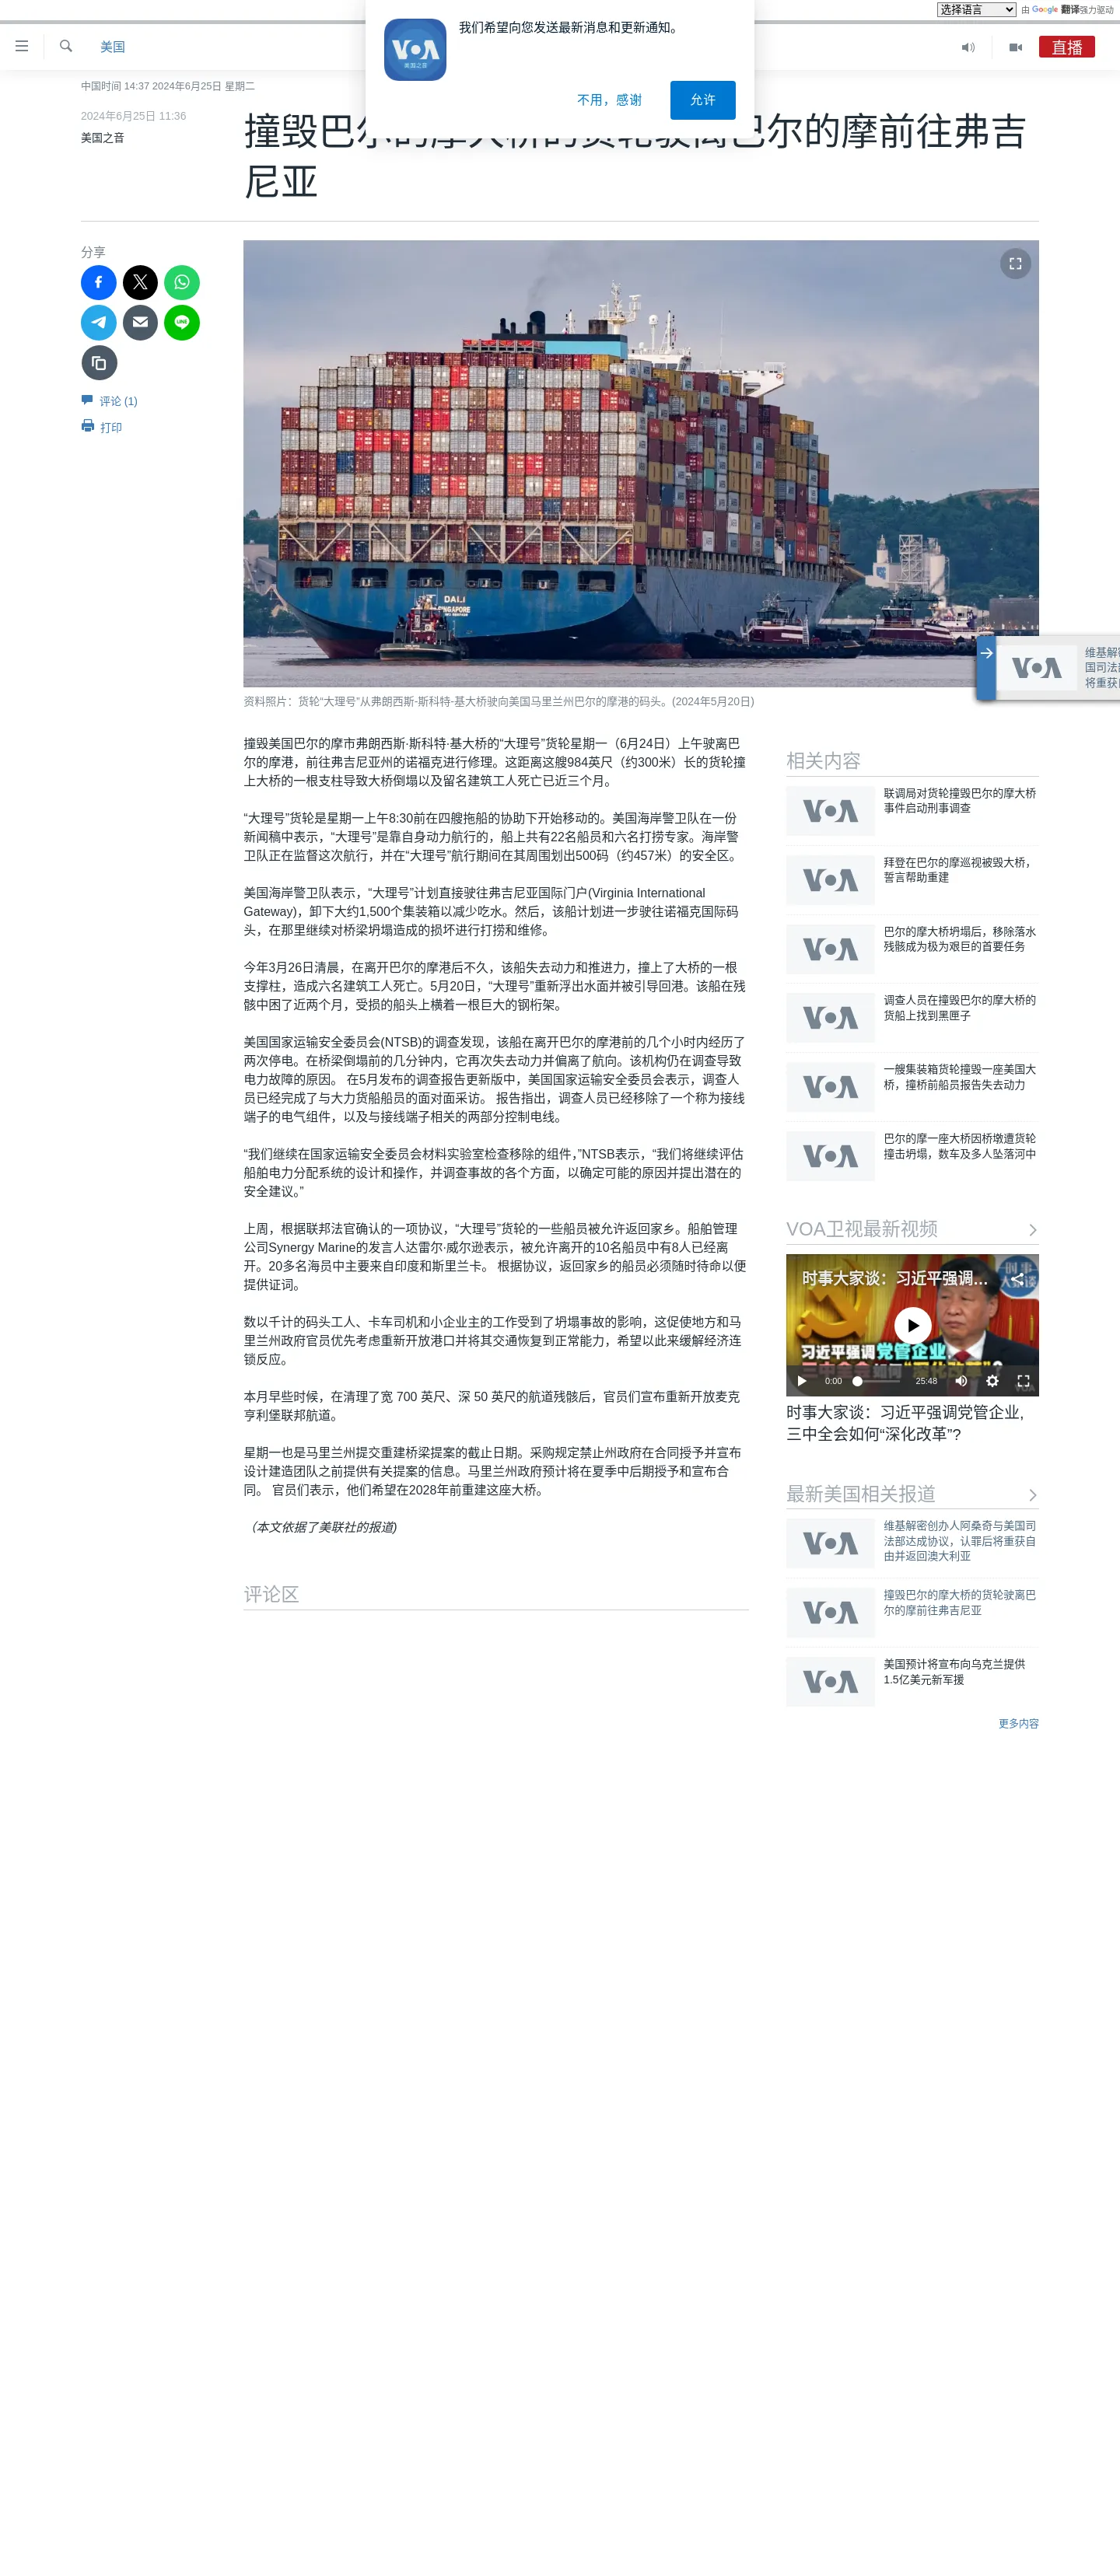 选择语言
由 Google 翻译强力驱动
我们希望向您发送最新消息和更新通知。
VOA
美国之音
不用，感谢
允许
美国
直播
中国时间 14:37 2024年6月25日 星期二
2024年6月25日 11:36
美国之音
撞毁巴尔的摩大桥的货轮驶离巴尔的摩前往弗吉
尼亚
分享
评论 (1)
打印
DALI
SINGAPORE
资料照片：货轮“大理号”从弗朗西斯-斯科特-基大桥驶向美国马里兰州巴尔的摩港的码头。(2024年5月20日)
VOA
撞毁美国巴尔的摩市弗朗西斯·斯科特·基大桥的“大理号”货轮星期一（6月24日）上午驶离巴
尔的摩港，前往弗吉尼亚州的诺福克进行修理。这距离这艘984英尺（约300米）长的货轮撞
上大桥的一根支柱导致大桥倒塌以及留名建筑工人死亡已近三个月。
“大理号”货轮是星期一上午8:30前在四艘拖船的协助下开始移动的。美国海岸警卫队在一份
新闻稿中表示，“大理号”是靠自身动力航行的，船上共有22名船员和六名打捞专家。海岸警
卫队正在监督这次航行，并在“大理号”航行期间在其周围划出500码（约457米）的安全区。
美国海岸警卫队表示，“大理号”计划直接驶往弗吉尼亚国际门户(Virginia International
Gateway)，卸下大约1,500个集装箱以减少吃水。然后，该船计划进一步驶往诺福克国际码
头，在那里继续对桥梁坍塌造成的损坏进行打捞和维修。
今年3月26日清晨，在离开巴尔的摩港后不久，该船失去动力和推进力，撞上了大桥的一根
支撑柱，造成六名建筑工人死亡。5月20日，“大理号”重新浮出水面并被引导回港。该船在残
骸中困了近两个月，受损的船头上横着一根巨大的钢桁架。
美国国家运输安全委员会(NTSB)的调查发现，该船在离开巴尔的摩港前的几个小时内经历了
两次停电。在桥梁倒塌前的几分钟内，它再次失去动力并偏离了航向。该机构仍在调查导致
电力故障的原因。 在5月发布的调查报告更新版中，美国国家运输安全委员会表示，调查人
员已经完成了与大力货船船员的面对面采访。 报告指出，调查人员已经移除了一个称为接线
端子的电气组件，以及与接线端子相关的两部分控制电线。
“我们继续在国家运输安全委员会材料实验室检查移除的组件，”NTSB表示，“我们将继续评估
船舶电力分配系统的设计和操作，并调查事故的各个方面，以确定可能的原因并提出潜在的
安全建议。”
上周，根据联邦法官确认的一项协议，“大理号”货轮的一些船员被允许返回家乡。船舶管理
公司Synergy Marine的发言人达雷尔·威尔逊表示，被允许离开的10名船员中有8人已经离
开。20多名海员中主要来自印度和斯里兰卡。 根据协议，返回家乡的船员必须随时待命以便
提供证词。
数以千计的码头工人、卡车司机和小企业主的工作受到了坍塌事故的影响，这促使地方和马
里兰州政府官员优先考虑重新开放港口并将其交通恢复到正常能力，希望以此来缓解经济连
锁反应。
本月早些时候，在清理了宽 700 英尺、深 50 英尺的航道残骸后，官员们宣布重新开放麦克
亨利堡联邦航道。
星期一也是马里兰州提交重建桥梁提案的截止日期。采购规定禁止州政府在合同授予并宣布
设计建造团队之前提供有关提案的信息。马里兰州政府预计将在夏季中后期授予和宣布合
同。 官员们表示，他们希望在2028年前重建这座大桥。
（本文依据了美联社的报道)
评论区
相关内容
VOA
联调局对货轮撞毁巴尔的摩大桥
事件启动刑事调查
VOA
拜登在巴尔的摩巡视被毁大桥，
誓言帮助重建
VOA
巴尔的摩大桥坍塌后，移除落水
残骸成为极为艰巨的首要任务
VOA
调查人员在撞毁巴尔的摩大桥的
货船上找到黑匣子
VOA
一艘集装箱货轮撞毁一座美国大
桥，撞桥前船员报告失去动力
VOA
巴尔的摩一座大桥因桥墩遭货轮
撞击坍塌，数车及多人坠落河中
VOA卫视最新视频
时事大家谈：习近平强调…
习近平强调党管企业
三中全会如何“深化改革”?
0:00
25:48
时事大家谈：习近平强调党管企业，
三中全会如何“深化改革”?
最新美国相关报道
VOA
维基解密创办人阿桑奇与美国司
法部达成协议，认罪后将重获自
由并返回澳大利亚
VOA
撞毁巴尔的摩大桥的货轮驶离巴
尔的摩前往弗吉尼亚
VOA
美国预计将宣布向乌克兰提供
1.5亿美元新军援
更多内容